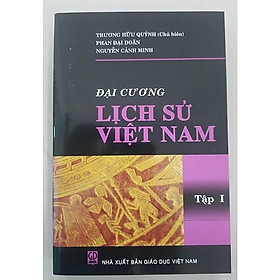 TRƯƠNG HỮU QUÝNH (Chủ biên)
PHAN ĐẠI DOÃN
NGUYỄN CẢNH MINH
ĐẠI CƯƠNG
LỊCH SỬ
VIỆT NAM
Tập I
NHÀ XUẤT BẢN GIÁO DỤC VIỆT NAM